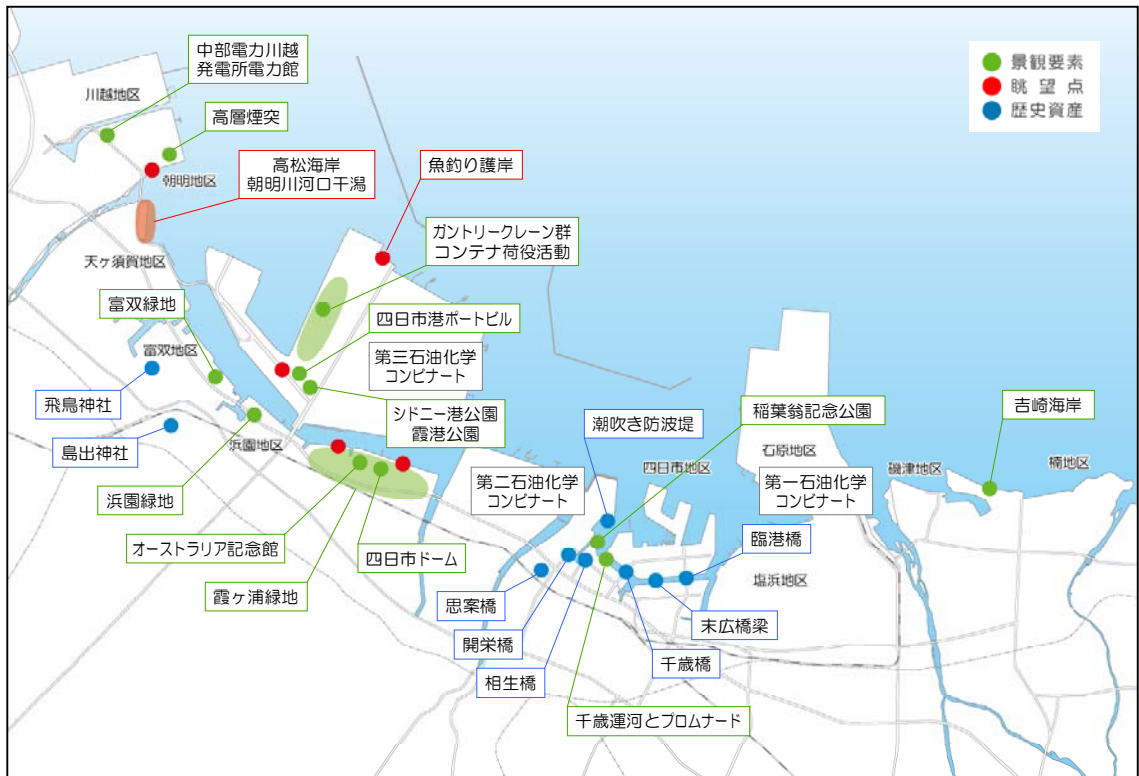 中部電力川越
発電所電力館
川越地区
高層煙突
景観要素
眺望点
歴史資産
朝明地区
高松海岸
朝明川河口干潟
魚釣り護岸
ガントリークレーン群
コンテナ荷役活動
天ヶ須賀地区
富双緑地
四日市港ポートビル
富双地区
第三石油化学
コンビナート
飛鳥神社
シドニー港公園
霞港公園
潮吹き防波堤
稲葉翁記念公園
吉崎海岸
島出神社
浜園地区
四日市地区
石原地区
磯津地区
楠地区
浜園緑地
第二石油化学
コンビナート
第一石油化学
コンビナート
オーストラリア記念館
四日市ドーム
臨港橋
霞ヶ浦緑地
思案橋
塩浜地区
開栄橋
末広橋梁
相生橋
千歳橋
千歳運河とプロムナード